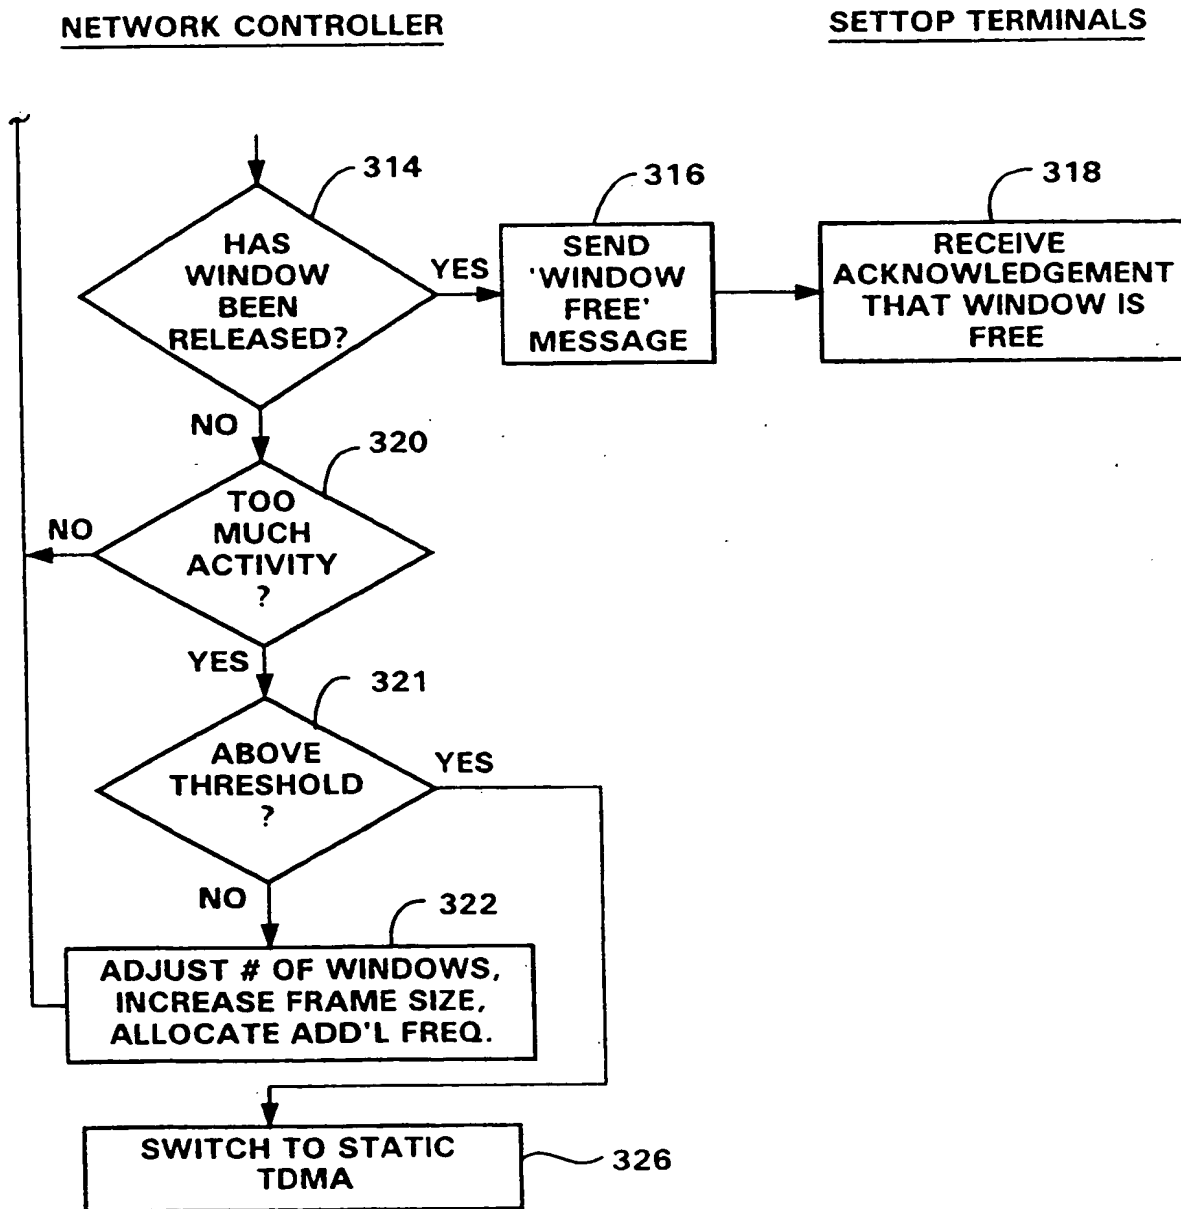 NETWORK CONTROLLER
SETTOP TERMINALS
314
HAS
WINDOW
BEEN
RELEASED?
YES
316
SEND
'WINDOW
FREE'
MESSAGE
318
RECEIVE
ACKNOWLEDGEMENT
THAT WINDOW IS
FREE
NO
320
TOO
MUCH
ACTIVITY
?
NO
YES
321
ABOVE
THRESHOLD
?
YES
NO
322
ADJUST # OF WINDOWS,
INCREASE FRAME SIZE,
ALLOCATE ADD'L FREQ.
SWITCH TO STATIC
TDMA
326